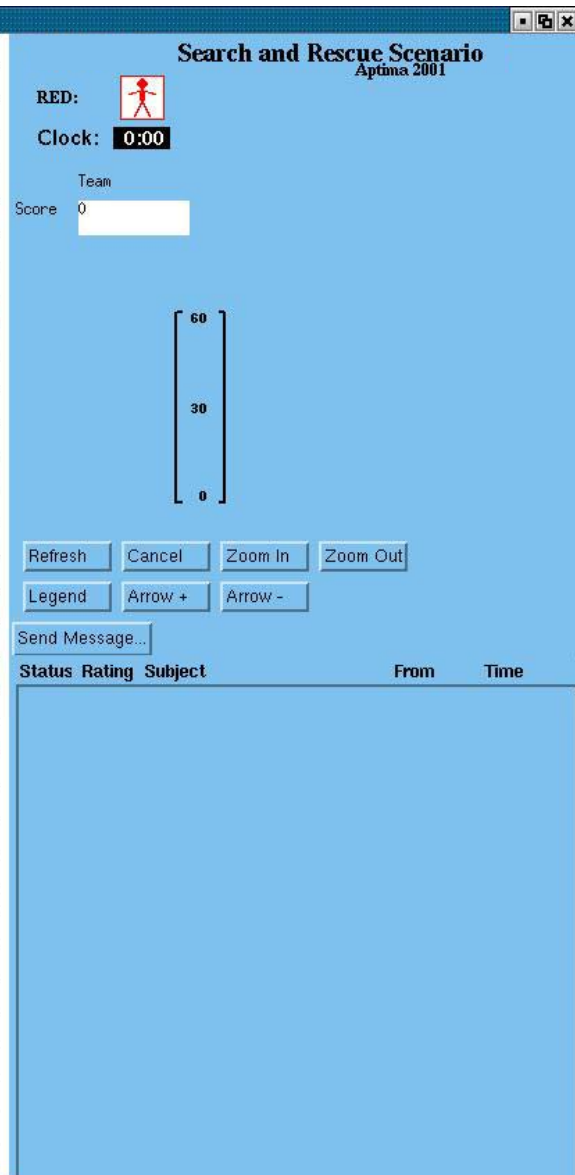 Search and Rescue Scenario
Aptima 2001
RED:
Clock: 0:00
Team
Score 0
60
30
0
Refresh Cancel Zoom In Zoom Out
Legend Arrow + Arrow -
Send Message...
Status Rating Subject From Time